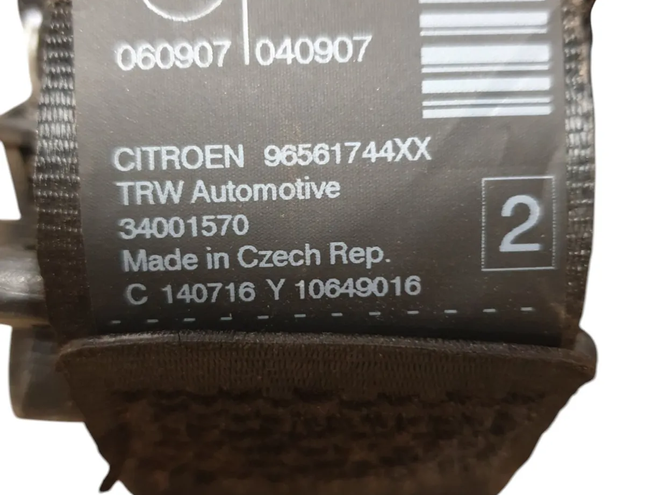 060907 | 040907
CITROEN 96561744XX
TRW Automotive
34001570
Made in Czech Rep.
C 140716 Y 10649016
2